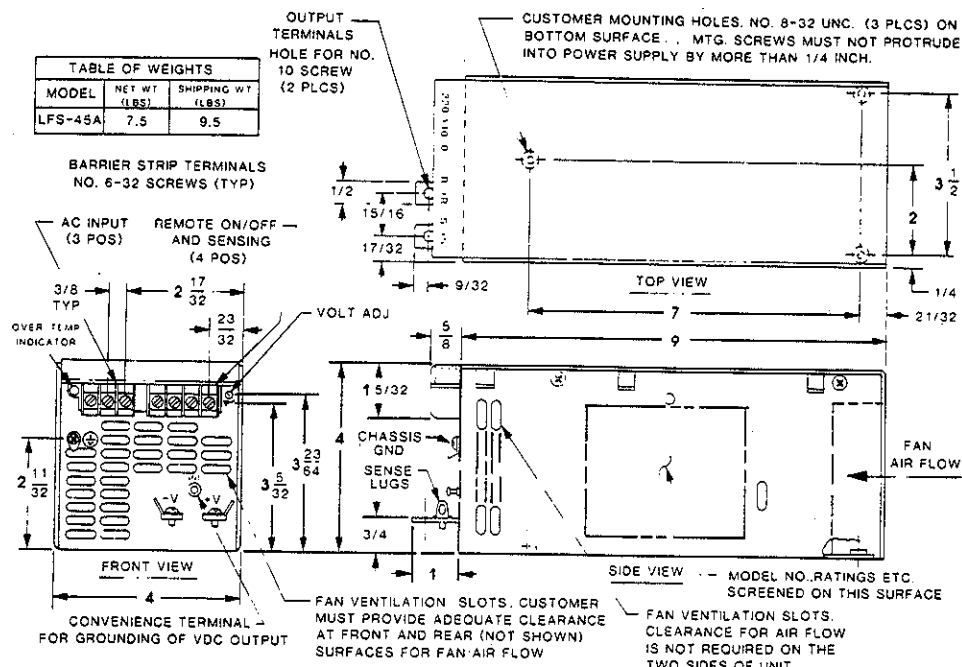 OUTPUT
TERMINALS
HOLE FOR NO.
10 SCREW
(2 PLCS)
CUSTOMER MOUNTING HOLES. NO. 8-32 UNC. (3 PLCS) ON
BOTTOM SURFACE.., MTG. SCREWS MUST NOT PROTRUDE
INTO POWER SUPPLY BY MORE THAN 1/4 INCH.
TABLE OF WEIGHTS
MODEL NET WT (LBS) SHIPPING WT (LBS)
LFS-45A 7.5 9.5
BARRIER STRIP TERMINALS
NO. 6-32 SCREWS (TYP)
220 110 0
1/2
15/16
17/32
9/32
3 1/2
2
TOP VIEW
1/4
7
21/32
AC INPUT
(3 POS)
REMOTE ON/OFF
AND SENSING
(4 POS)
3/8
TYP
2 17/32
23/32
OVER TEMP
INDICATOR
VOLT ADJ
5/8
9
15/32
4
CHASSIS
GND
SENSE
LUGS
FAN
AIR FLOW
2 11/32
3 5/32
3 23/64
-V +V
3/4
1
FRONT VIEW
4
SIDE VIEW
MODEL NO., RATINGS ETC.
SCREENED ON THIS SURFACE
CONVENIENCE TERMINAL
FOR GROUNDING OF VDC OUTPUT
FAN VENTILATION SLOTS. CUSTOMER
MUST PROVIDE ADEQUATE CLEARANCE
AT FRONT AND REAR (NOT SHOWN)
SURFACES FOR FAN AIR FLOW
FAN VENTILATION SLOTS.
CLEARANCE FOR AIR FLOW
IS NOT REQUIRED ON THE
TWO SIDES OF UNIT